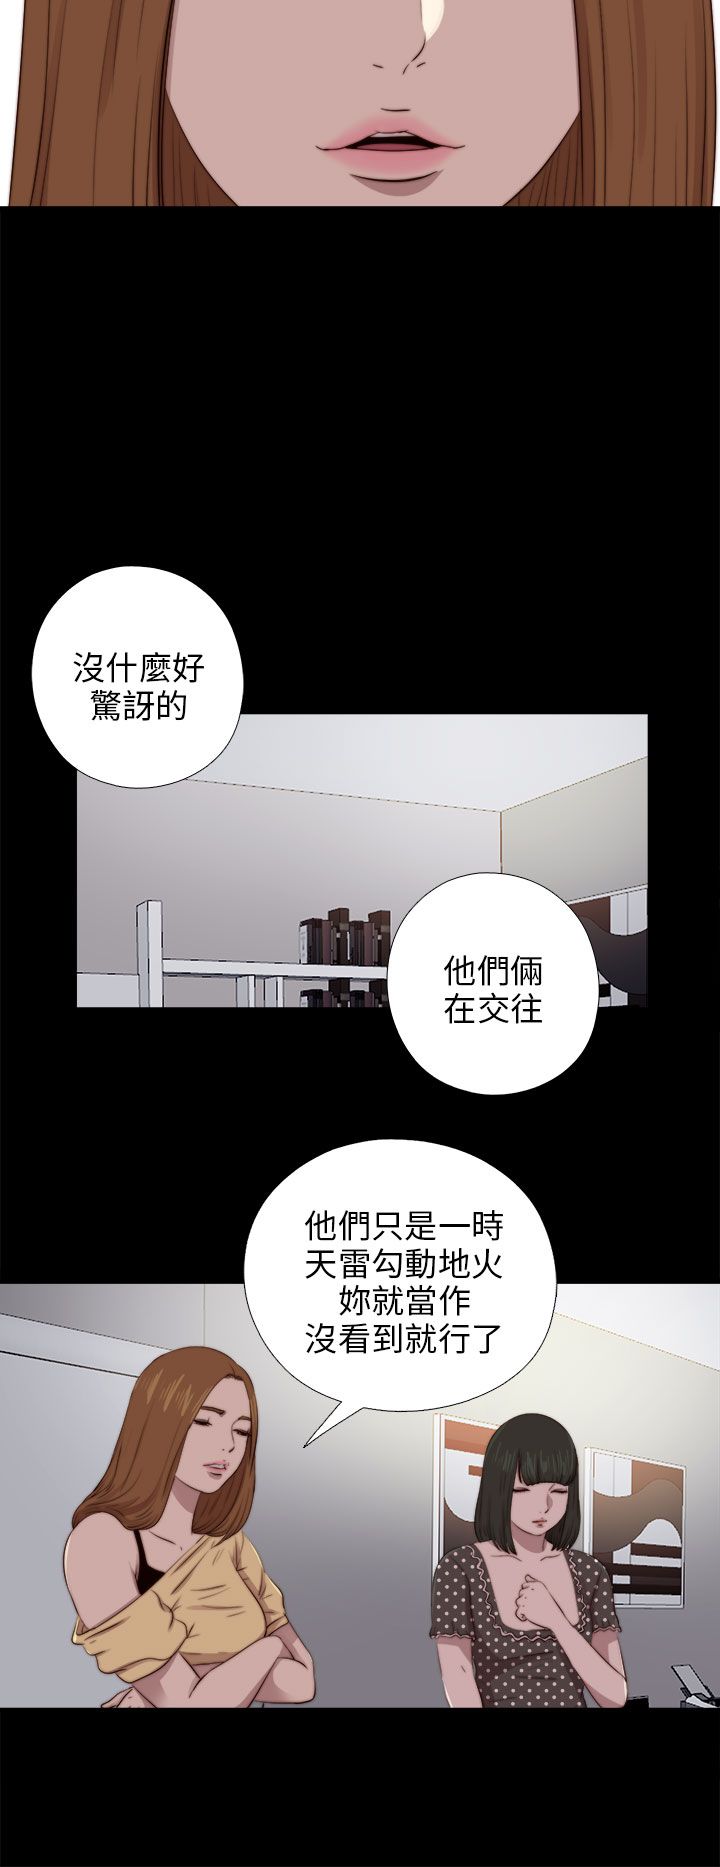 沒什麼好
驚訝的
他們倆
在交往
他們只是一時
天雷勾動地火
妳就當作
沒看到就行了